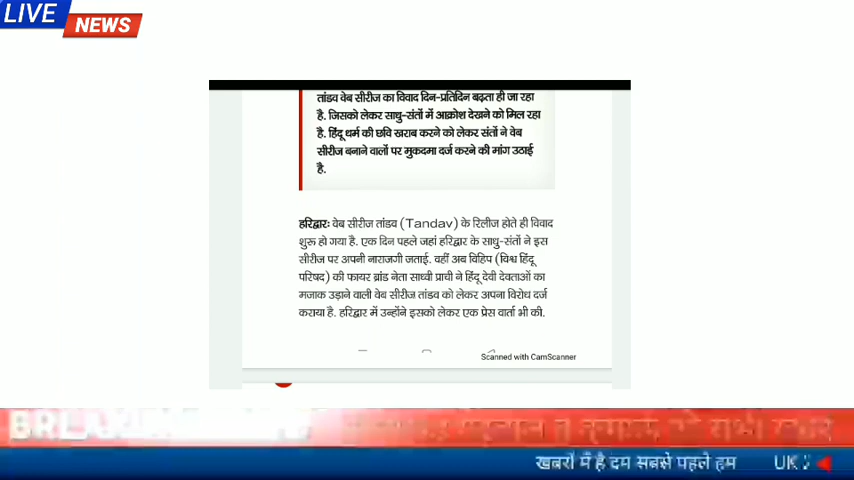 LIVE
NEWS
तांडव वेब सीरीज का विवाद दिन-प्रतिदिन बढ़ता ही जा रहा
है. जिसको लेकर साधु-संतों में आक्रोश देखने को मिल रहा
है. हिंदू धर्म की छवि खराब करने को लेकर संतों ने वेब
सीरीज बनाने वालों पर मुकदमा दर्ज करने की मांग उठाई
है.
हरिद्वार: वेब सीरीज तांडव (Tandav) के रिलीज होते ही विवाद
शुरू हो गया है. एक दिन पहले जहां हरिद्वार के साधु-संतों ने इस
सीरीज पर अपनी नाराजगी जताई. वहीं अब विहिप (विश्व हिंदू
परिषद) की फायर ब्रांड नेता साध्वी प्राची ने हिंदू देवी देवताओं का
मजाक उड़ाने वाली वेब सीरीज तांडव को लेकर अपना विरोध दर्ज
कराया है. हरिद्वार में उन्होंने इसको लेकर एक प्रेस वार्ता भी की.
Scanned with CamScanner
खबरों में है दम सबसे पहले हम UK